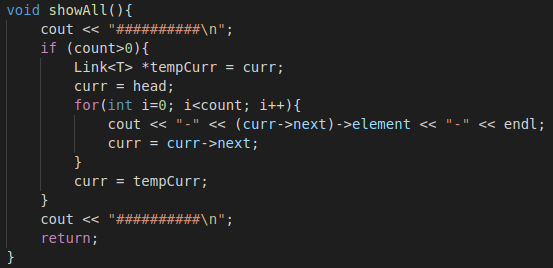 void showAll(){
    cout << "##########\n";
    if (count>0){
        Link<T> *tempCurr = curr;
        curr = head;
        for(int i=0; i<count; i++){
            cout << "-" << (curr->next)->element << "-" << endl;
            curr = curr->next;
        }
        curr = tempCurr;
    }
    cout << "##########\n";
    return;
}